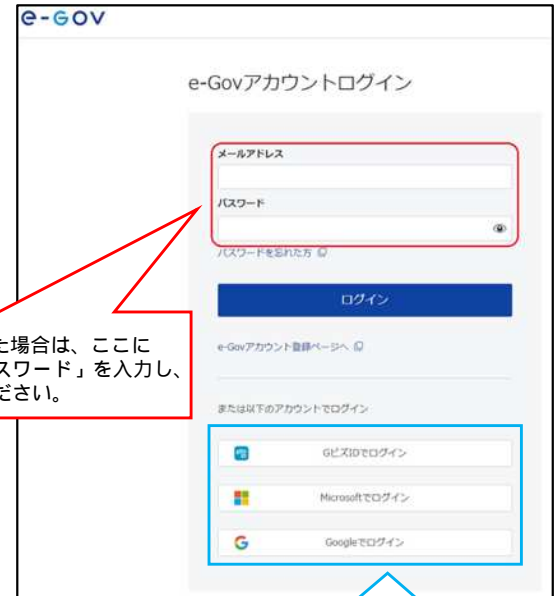 e-GOV
e-Govアカウントログイン
メールアドレス
パスワード
パスワードを忘れた方
ログイン
た場合は、ここに
スワード」を入力し、
ださい。
e-Govアカウント登録ページへ
または以下のアカウントでログイン
GビズIDでログイン
Microsoftでログイン
Googleでログイン